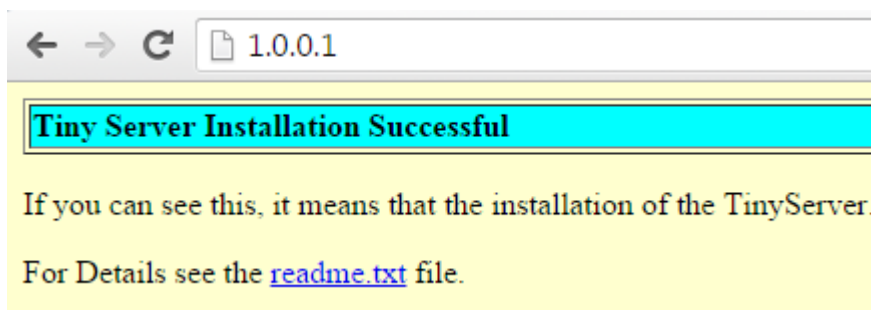 1.0.0.1
Tiny Server Installation Successful
If you can see this, it means that the installation of the TinyServer.
For Details see the readme.txt file.